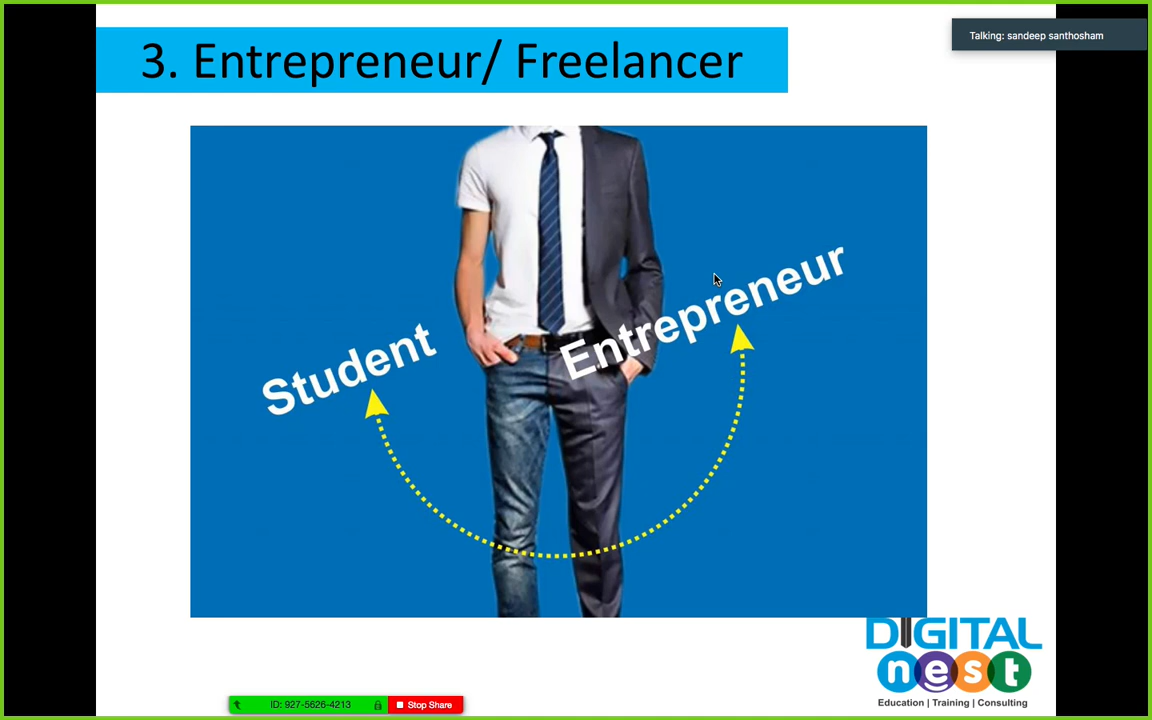 3. Entrepreneur/ Freelancer
Talking: sandeep santhosham
Student
Entrepreneur
DIGITAL
nest
Education | Training | Consulting
ID: 927-5626-4213
Stop Share